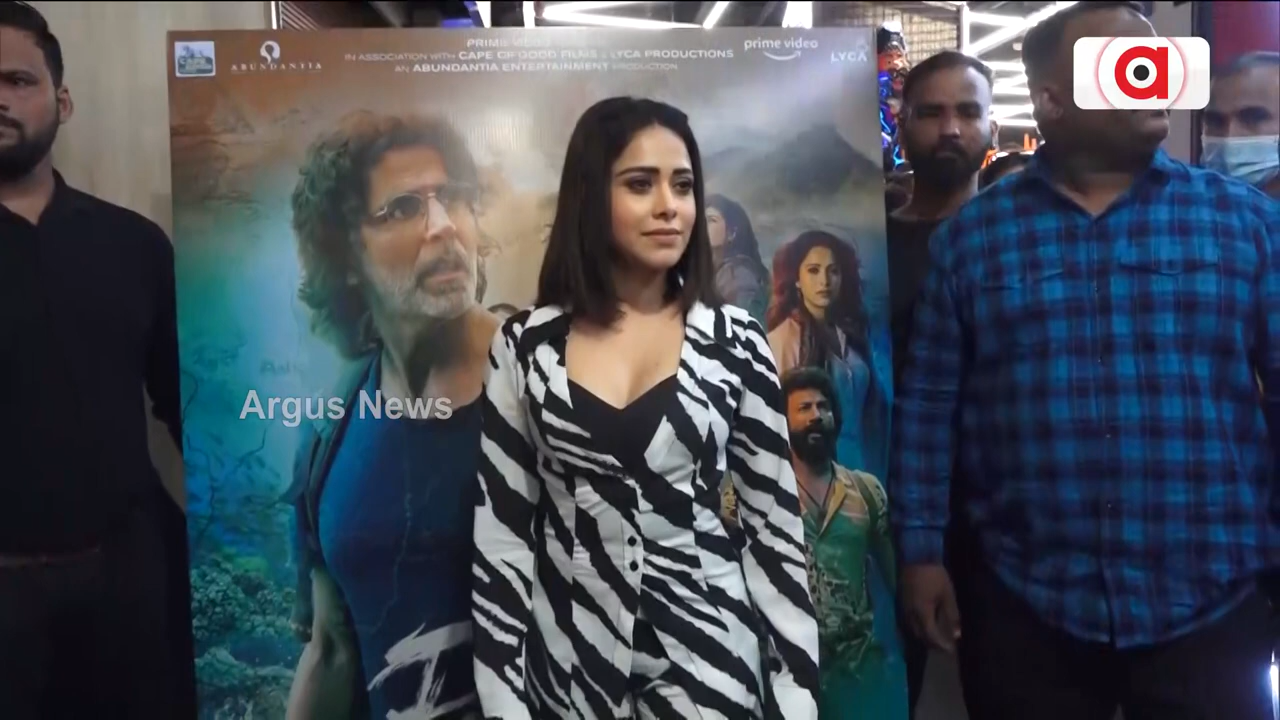 PRIME VIDEO
IN ASSOCIATION WITH CAPE OF GOOD FILMS & LYCA PRODUCTIONS
AN ABUNDANTIA ENTERTAINMENT PRODUCTION
ABUNDANTIA
prime video
LYCA
a
Argus News